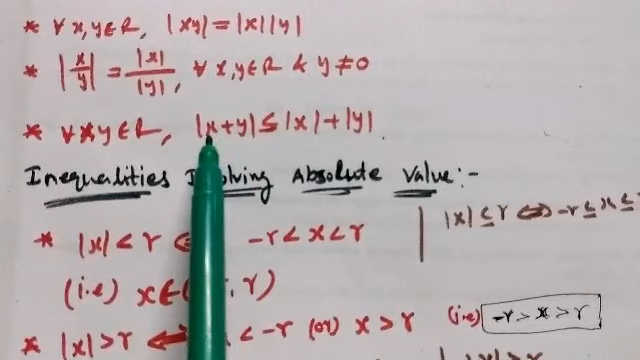 * ∀ x,y∈R, |xy| = |x||y|
* |x/y| = |x|/|y|, ∀ x,y∈R & y≠0
* ∀ x,y∈R, |x+y| ≤ |x|+|y|
Inequalities Involving Absolute Value:-
* |x| < r ⇔ -r < x < r
|x| ≤ r ⇔ -r ≤ x ≤
(i.e) x∈( , r)
(i.e) -r > x > r
* |x| > r ⇔ < -r (or) x > r